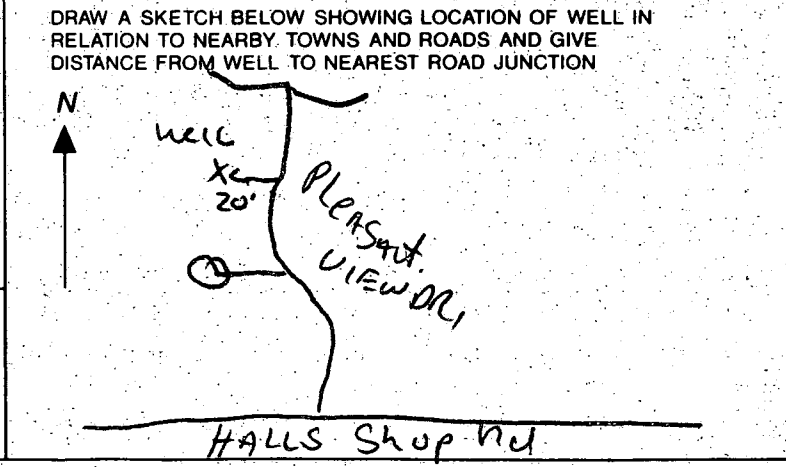 DRAW A SKETCH BELOW SHOWING LOCATION OF WELL IN
RELATION TO NEARBY TOWNS AND ROADS AND GIVE
DISTANCE FROM WELL TO NEAREST ROAD JUNCTION
N
well
X
20'
PLEASANT
VIEW DR,
HALLS Shop Rd